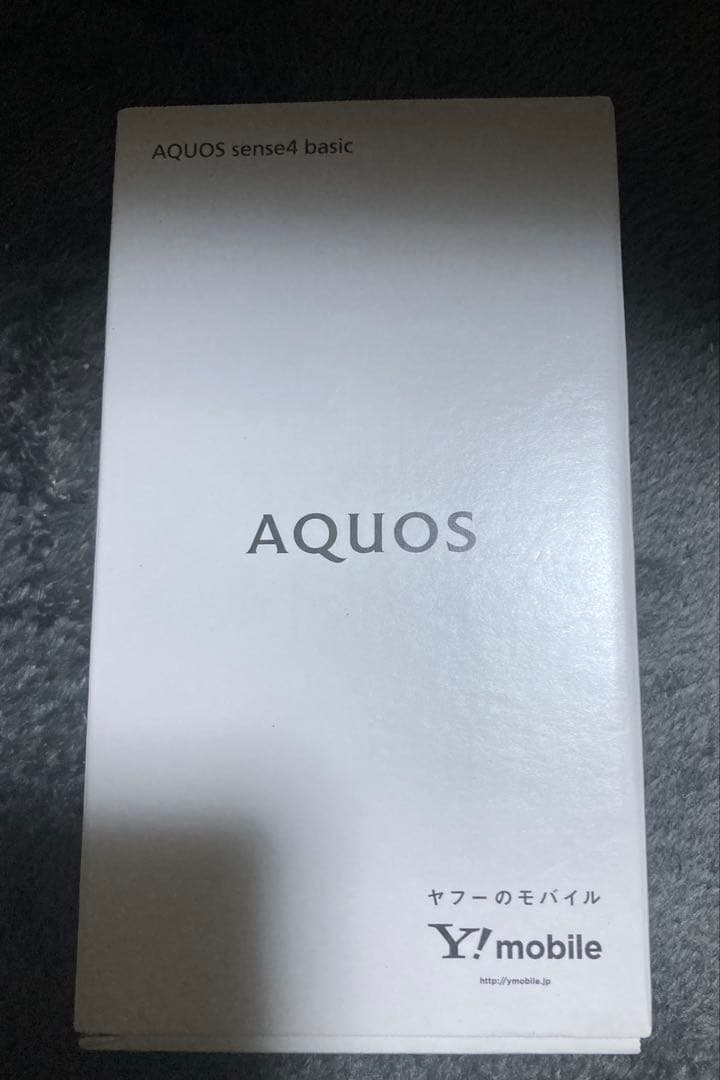 AQUOS sense4 basic
AQUOS
ヤフーのモバイル
Y!mobile
http://ymobile.jp